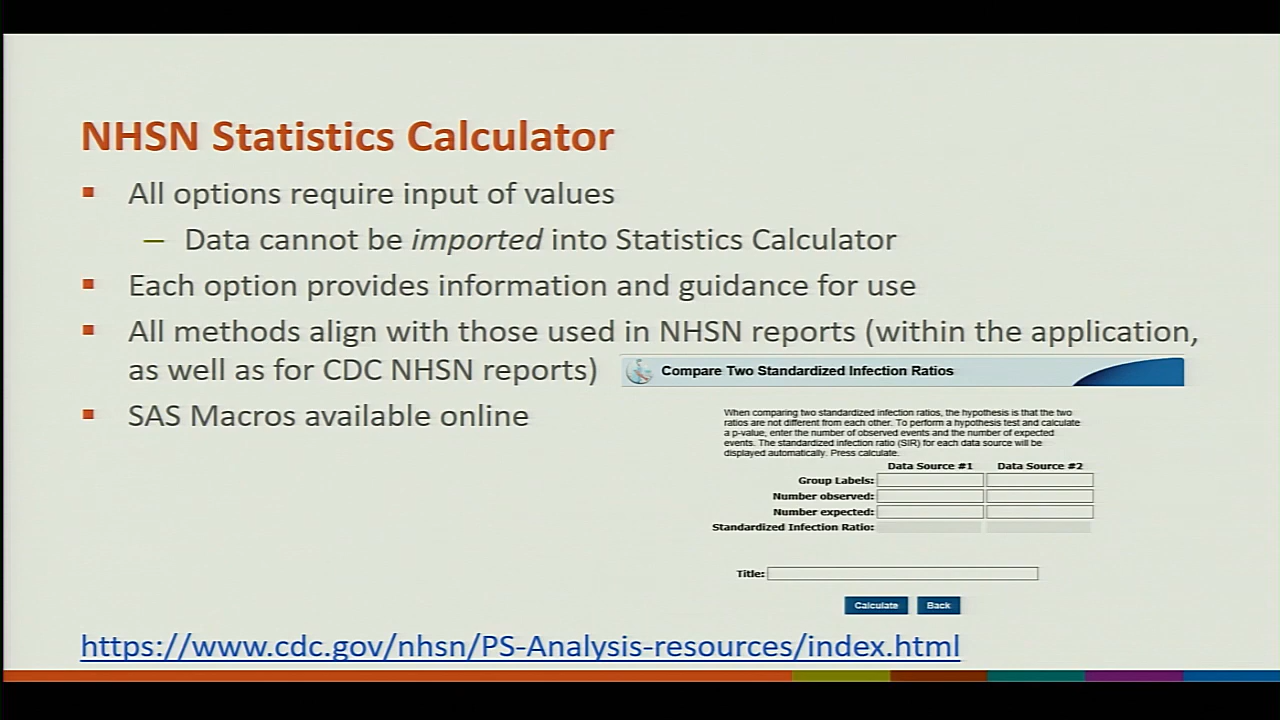 NHSN Statistics Calculator
▪ All options require input of values
– Data cannot be imported into Statistics Calculator
▪ Each option provides information and guidance for use
▪ All methods align with those used in NHSN reports (within the application,
as well as for CDC NHSN reports)
▪ SAS Macros available online
Compare Two Standardized Infection Ratios
When comparing two standardized infection ratios, the hypothesis is that the two
ratios are not different from each other. To perform a hypothesis test and calculate
a p-value, enter the number of observed events and the number of expected
events. The standardized infection ratio (SIR) for each data source will be
displayed automatically. Press calculate.
Data Source #1 Data Source #2
Group Labels:
Number observed:
Number expected:
Standardized Infection Ratio:
Title:
Calculate Back
https://www.cdc.gov/nhsn/PS-Analysis-resources/index.html